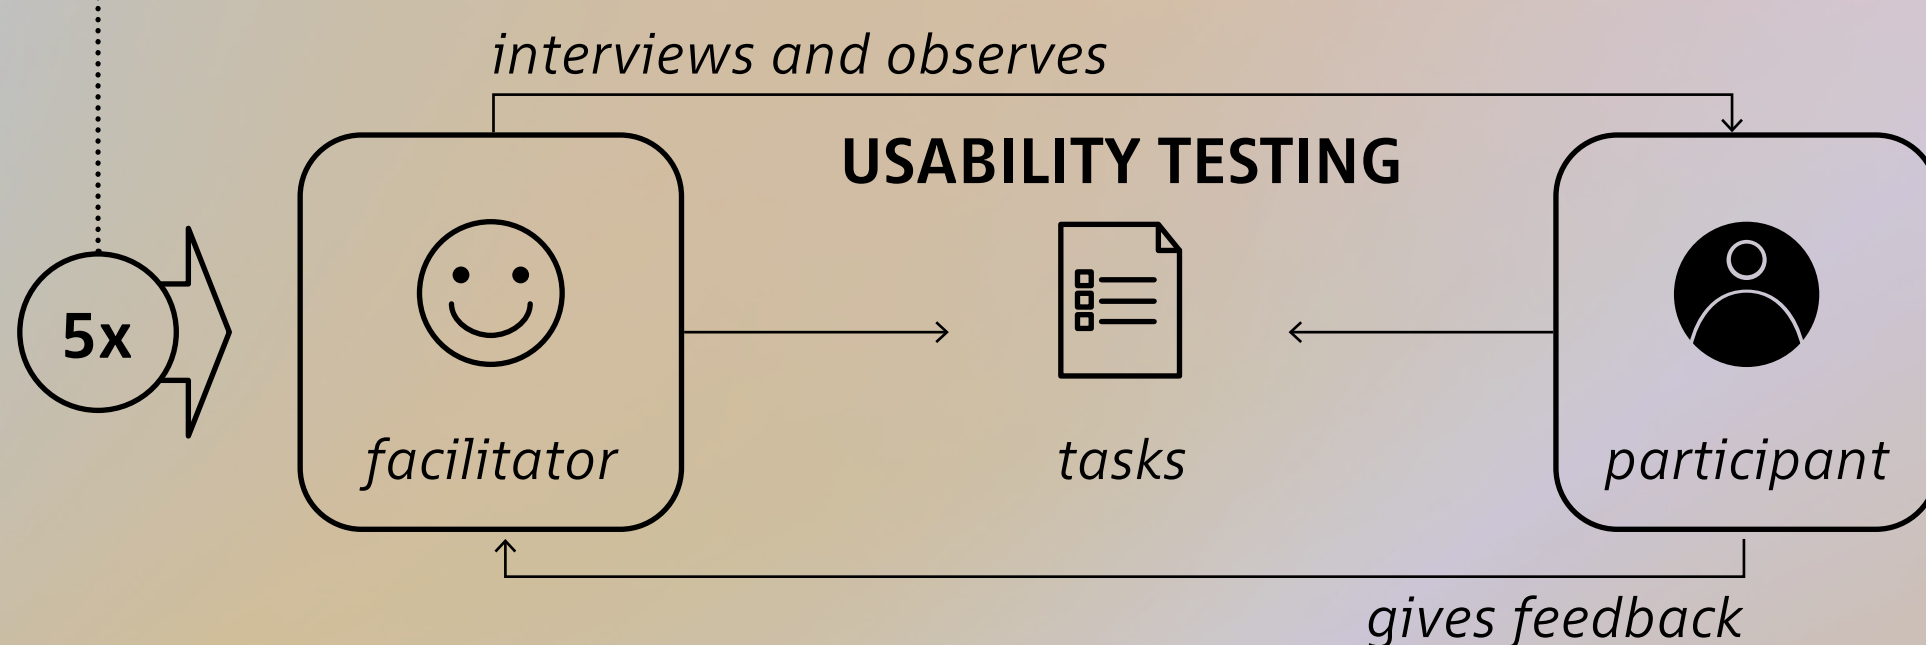 interviews and observes
USABILITY TESTING
5x
facilitator
tasks
participant
gives feedback